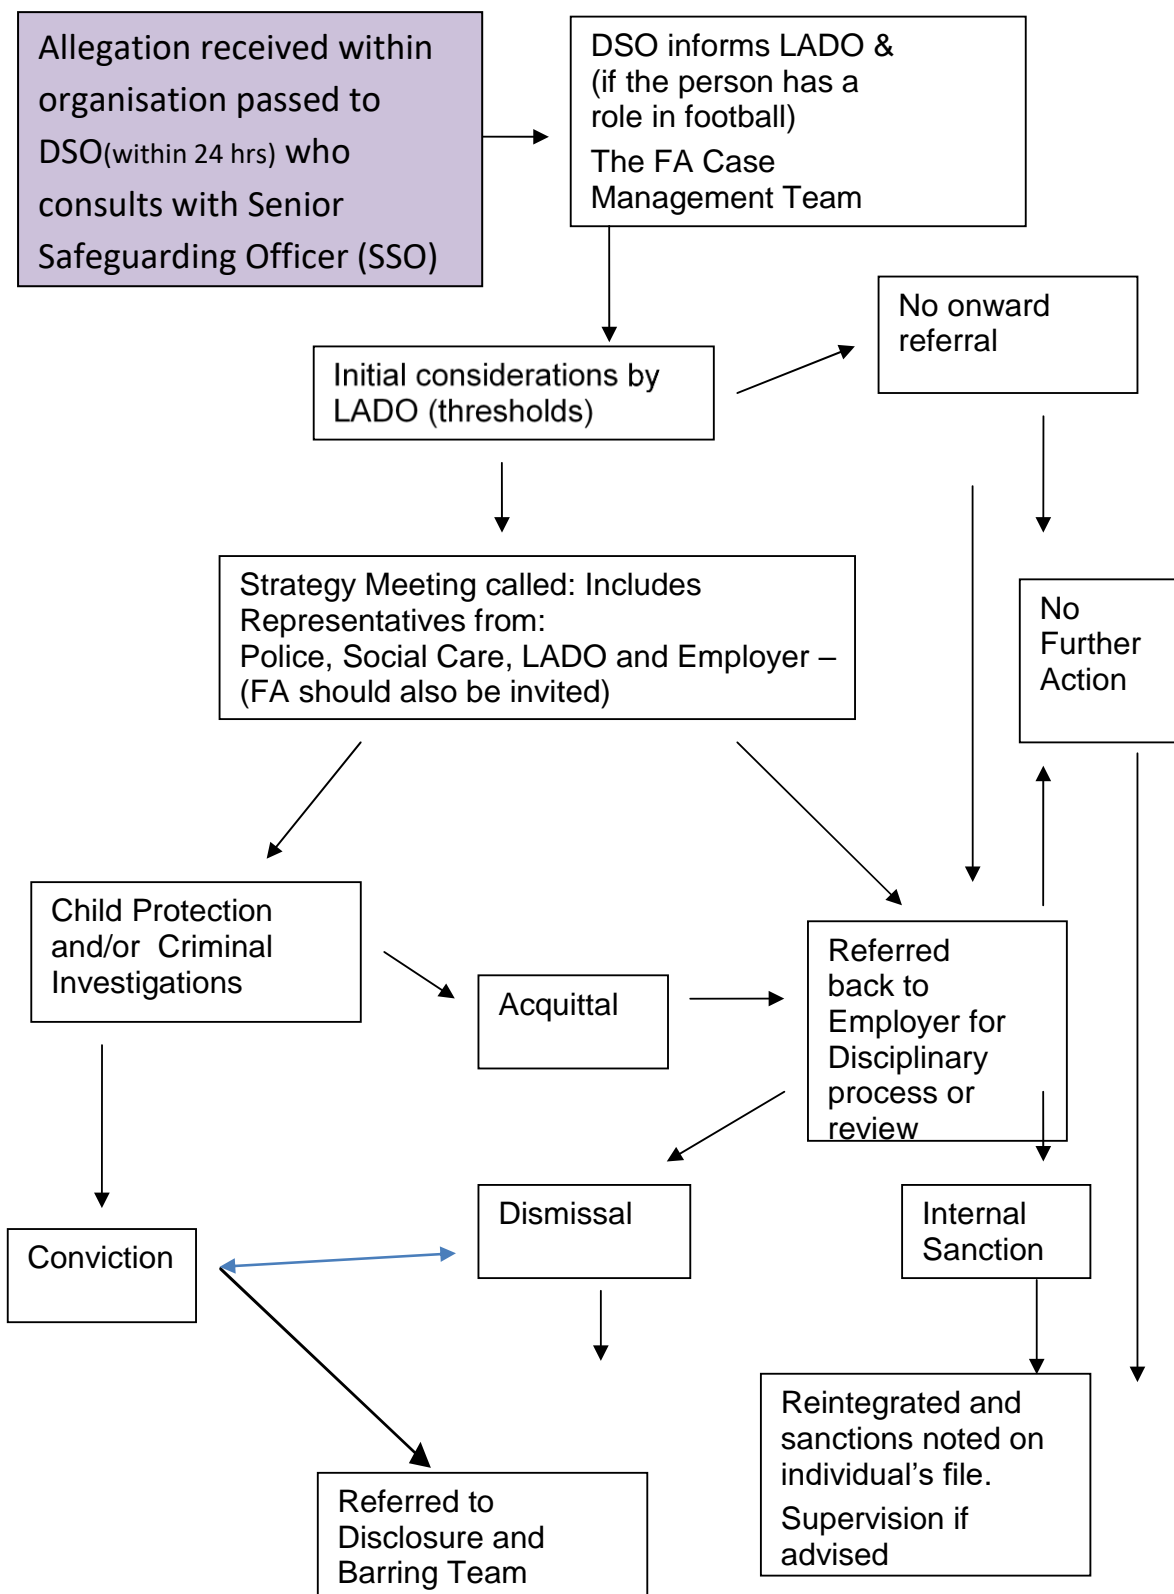 Allegation received within
organisation passed to
DSO(within 24 hrs) who
consults with Senior
Safeguarding Officer (SSO)
DSO informs LADO &
(if the person has a
role in football)
The FA Case
Management Team
No onward
referral
Initial considerations by
LADO (thresholds)
Strategy Meeting called: Includes
Representatives from:
Police, Social Care, LADO and Employer –
(FA should also be invited)
No
Further
Action
Child Protection
and/or  Criminal
Investigations
Acquittal
Referred
back to
Employer for
Disciplinary
process or
review
Dismissal
Internal
Sanction
Conviction
Reintegrated and
sanctions noted on
individual’s file.
Supervision if
advised
Referred to
Disclosure and
Barring Team